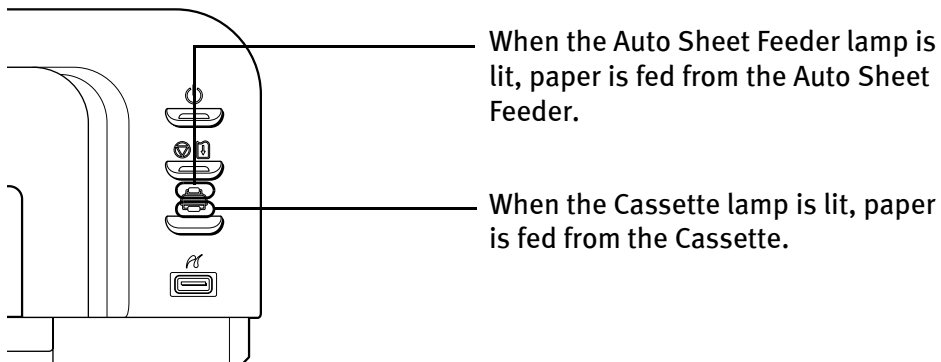 When the Auto Sheet Feeder lamp is
lit, paper is fed from the Auto Sheet
Feeder.
When the Cassette lamp is lit, paper
is fed from the Cassette.